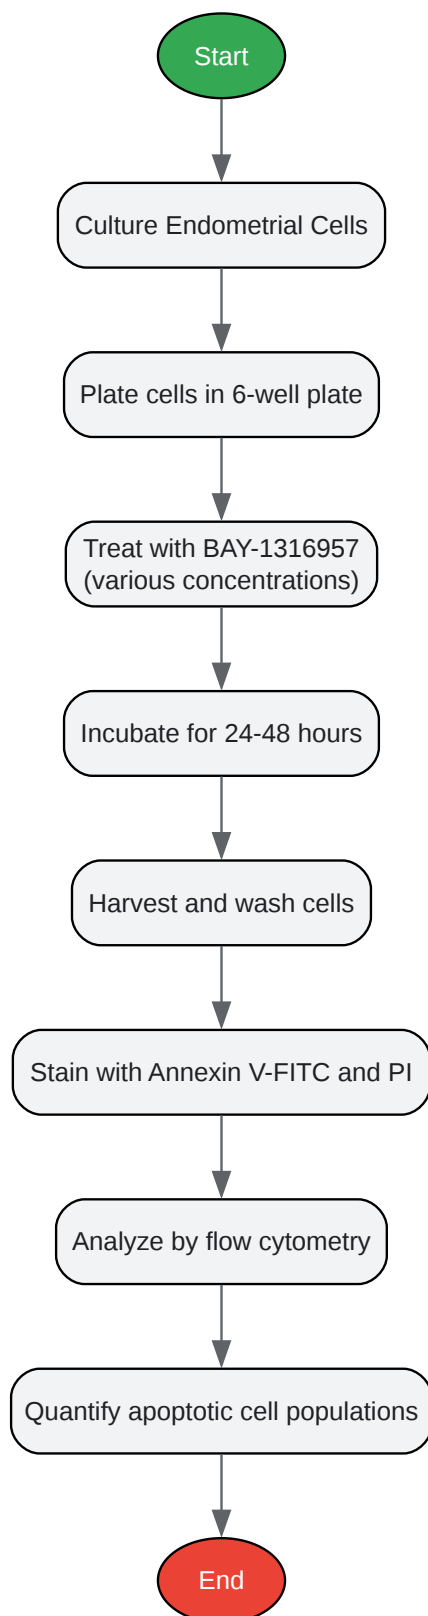 Start
Culture Endometrial Cells
Plate cells in 6-well plate
Treat with BAY-1316957
(various concentrations)
Incubate for 24-48 hours
Harvest and wash cells
Stain with Annexin V-FITC and PI
Analyze by flow cytometry
Quantify apoptotic cell populations
End